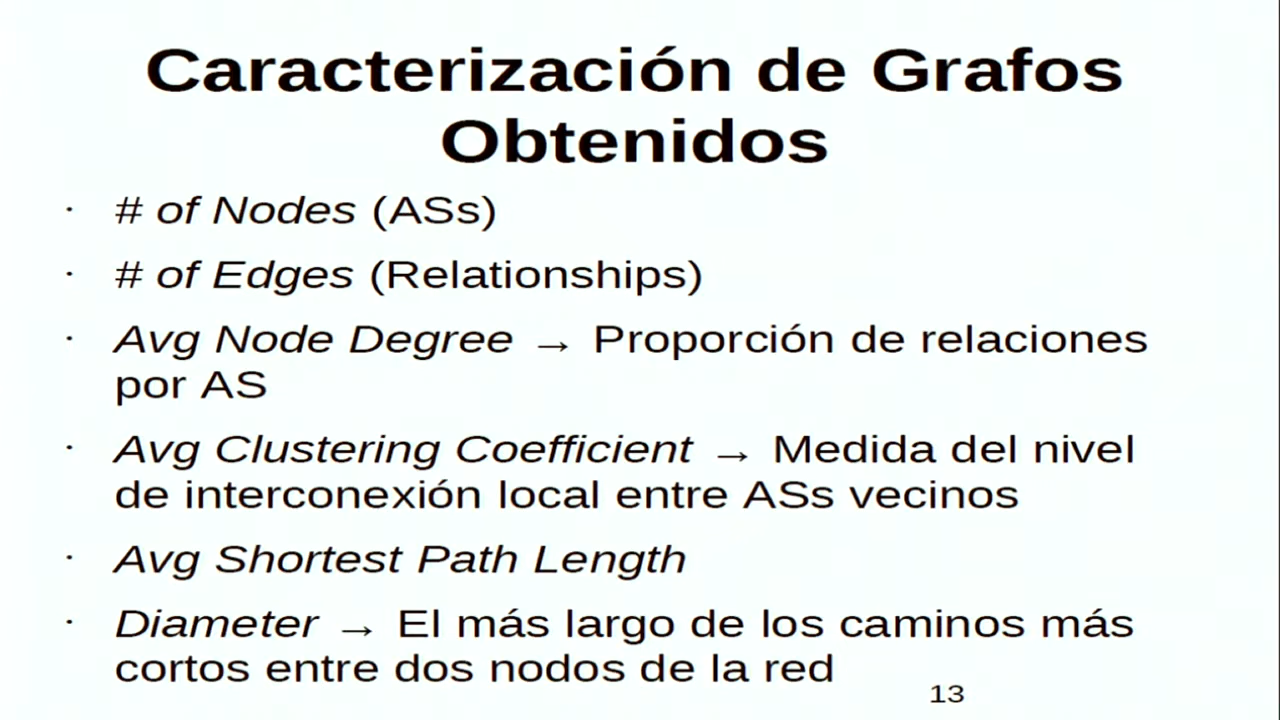 Caracterización de Grafos
Obtenidos
· # of Nodes (ASs)
· # of Edges (Relationships)
· Avg Node Degree → Proporción de relaciones
por AS
· Avg Clustering Coefficient → Medida del nivel
de interconexión local entre ASs vecinos
· Avg Shortest Path Length
· Diameter → El más largo de los caminos más
cortos entre dos nodos de la red
13